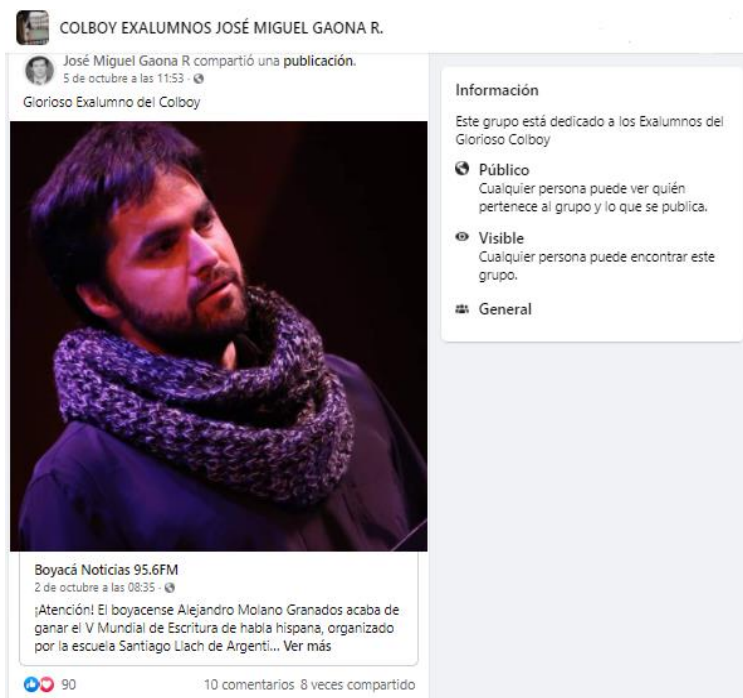 COLBOY EXALUMNOS JOSÉ MIGUEL GAONA R.
José Miguel Gaona R compartió una publicación.
5 de octubre a las 11:53 ·
Glorioso Exalumno del Colboy
Boyacá Noticias 95.6FM
2 de octubre a las 08:35 ·
¡Atención! El boyacense Alejandro Molano Granados acaba de
ganar el V Mundial de Escritura de habla hispana, organizado
por la escuela Santiago Llach de Argenti... Ver más
90
10 comentarios 8 veces compartido
Información
Este grupo está dedicado a los Exalumnos del
Glorioso Colboy
Público
Cualquier persona puede ver quién
pertenece al grupo y lo que se publica.
Visible
Cualquier persona puede encontrar este
grupo.
General